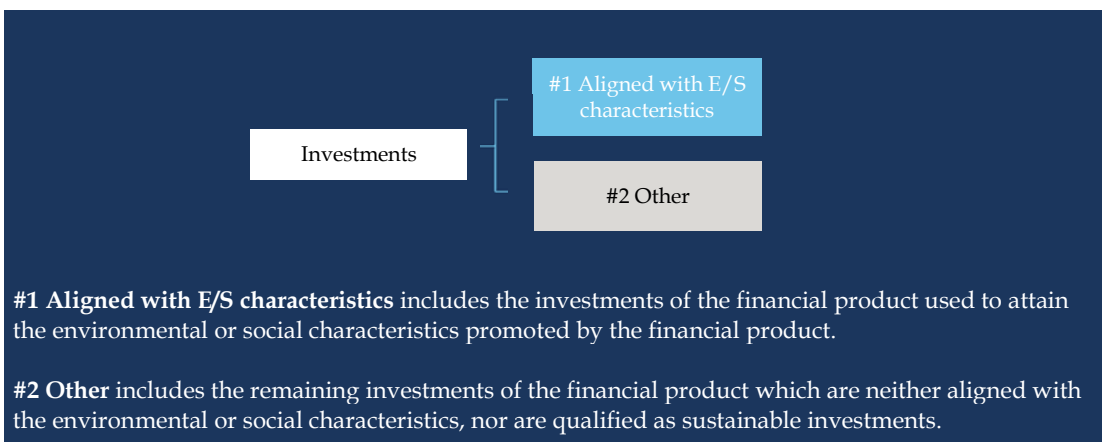 #1 Aligned with E/S
characteristics
Investments
#2 Other
#1 Aligned with E/S characteristics includes the investments of the financial product used to attain
the environmental or social characteristics promoted by the financial product.
#2 Other includes the remaining investments of the financial product which are neither aligned with
the environmental or social characteristics, nor are qualified as sustainable investments.